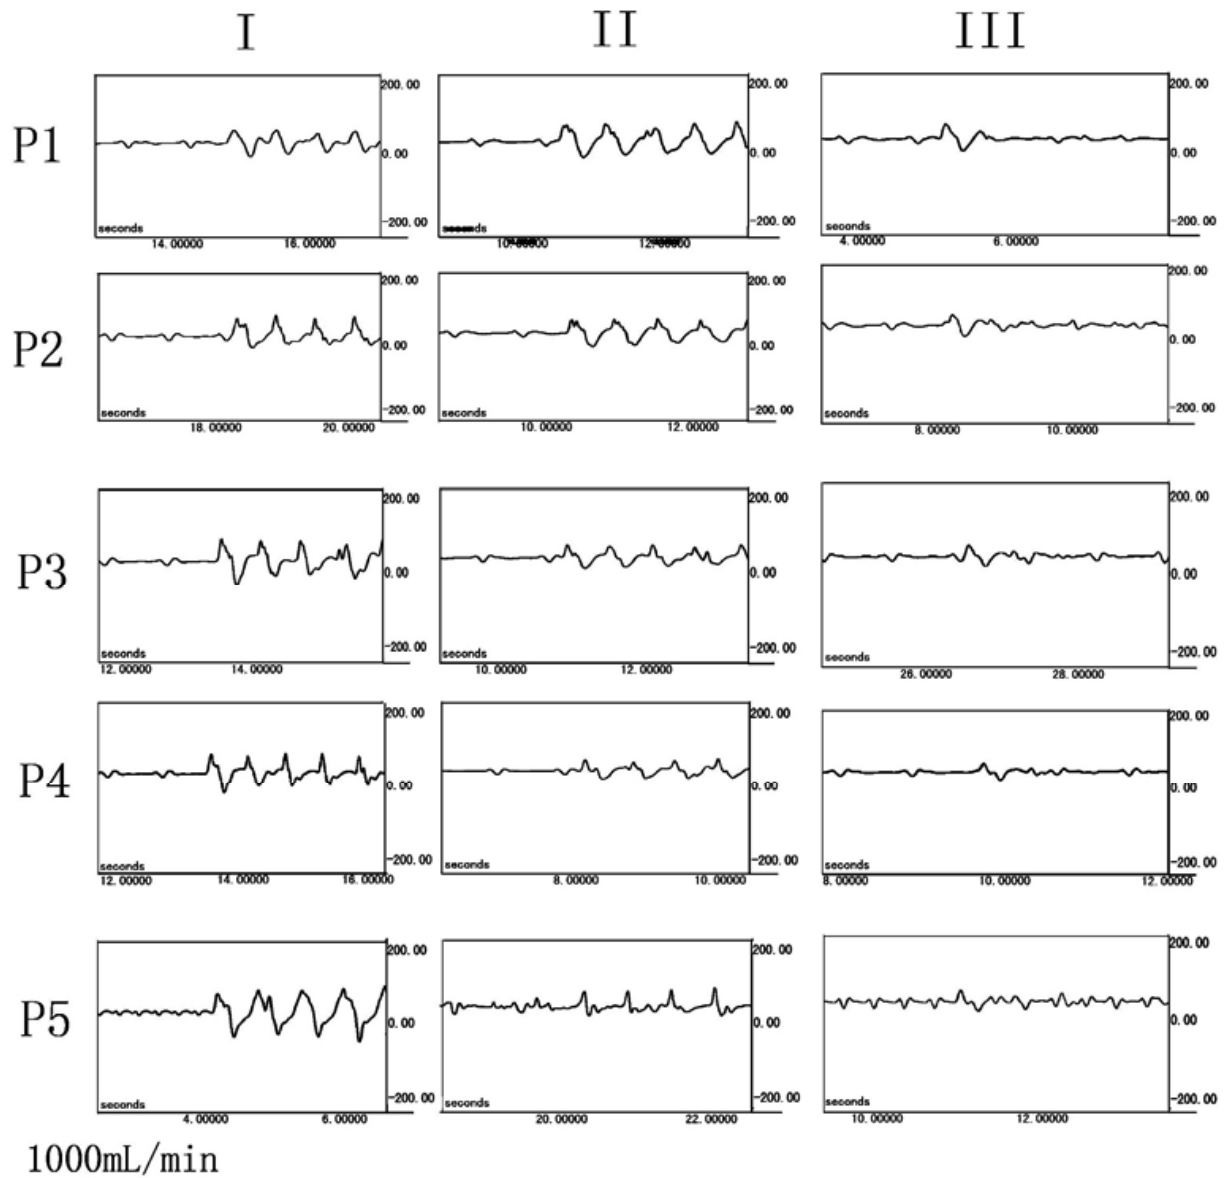 I II III
P1
200.00 0.00 -200.00 seconds 14.00000 16.00000
200.00 0.00 -200.00 10.00000 12.00000
200.00 0.00 -200.00 seconds 4.00000 6.00000
P2
200.00 0.00 -200.00 seconds 18.00000 20.00000
200.00 0.00 -200.00 seconds 10.00000 12.00000
200.00 0.00 -200.00 seconds 8.00000 10.00000
P3
200.00 0.00 -200.00 seconds 12.00000 14.00000
200.00 0.00 -200.00 seconds 10.00000 12.00000
200.00 0.00 -200.00 seconds 26.00000 28.00000
P4
200.00 0.00 -200.00 seconds 12.00000 14.00000 16.00000
200.00 0.00 -200.00 seconds 8.00000 10.00000
200.00 0.00 -200.00 seconds 8.00000 10.00000 12.00000
P5
200.00 0.00 -200.00 seconds 4.00000 6.00000
200.00 0.00 -200.00 seconds 20.00000 22.00000
200.00 0.00 -200.00 seconds 10.00000 12.00000
1000mL/min